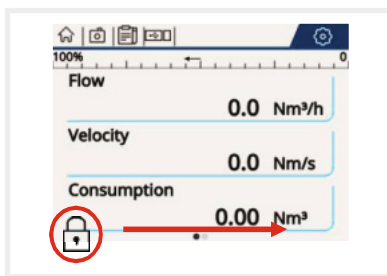 100% 0
Flow
0.0 Nm³/h
Velocity
0.0 Nm/s
Consumption
0.00 Nm³